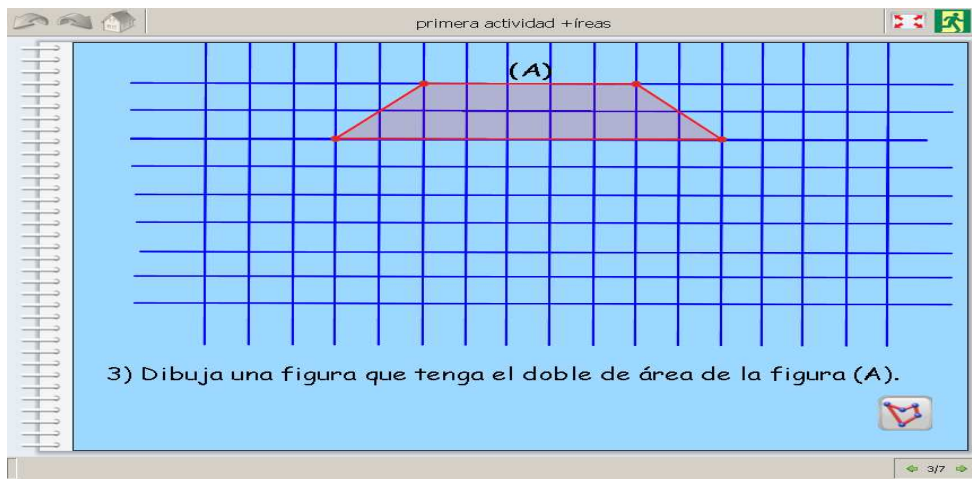 primera actividad +íreas
(A)
3) Dibuja una figura que tenga el doble de área de la figura (A).
3/7